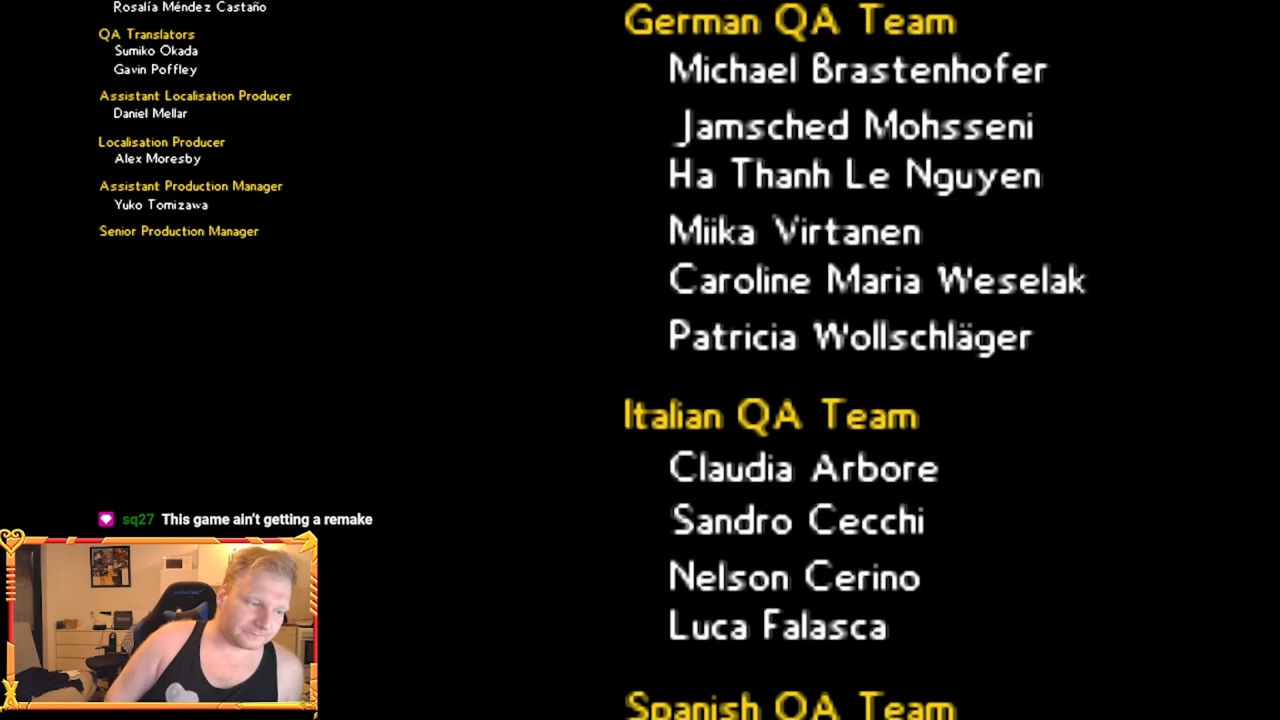 Rosalía Méndez Castaño
QA Translators
Sumiko Okada
Gavin Poffley
Assistant Localisation Producer
Daniel Mellar
Localisation Producer
Alex Moresby
Assistant Production Manager
Yuko Tomizawa
Senior Production Manager
sq27 This game ain't getting a remake
German QA Team
Michael Brastenhofer
Jamsched Mohsseni
Ha Thanh Le Nguyen
Miika Virtanen
Caroline Maria Weselak
Patricia Wollschläger
Italian QA Team
Claudia Arbore
Sandro Cecchi
Nelson Cerino
Luca Falasca
Spanish QA Team